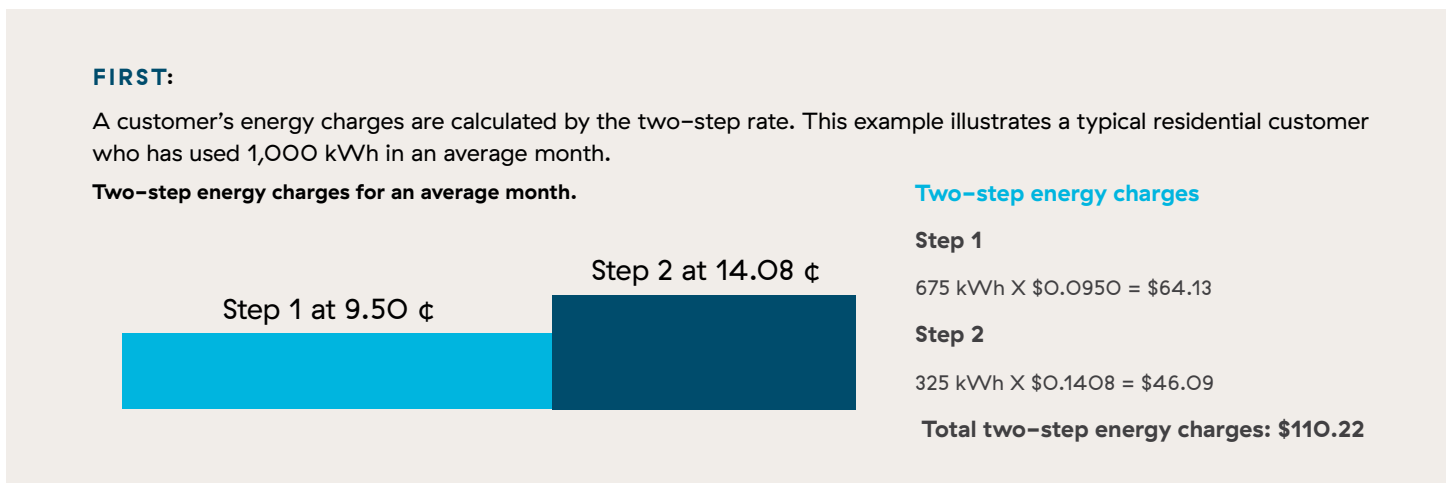 FIRST:
A customer's energy charges are calculated by the two-step rate. This example illustrates a typical residential customer
who has used 1,000 kWh in an average month.
Two-step energy charges for an average month.
Step 1 at 9.50 ¢
Step 2 at 14.08 ¢
Two-step energy charges
Step 1
675 kWh X $0.0950 = $64.13
Step 2
325 kWh X $0.1408 = $46.09
Total two-step energy charges: $110.22